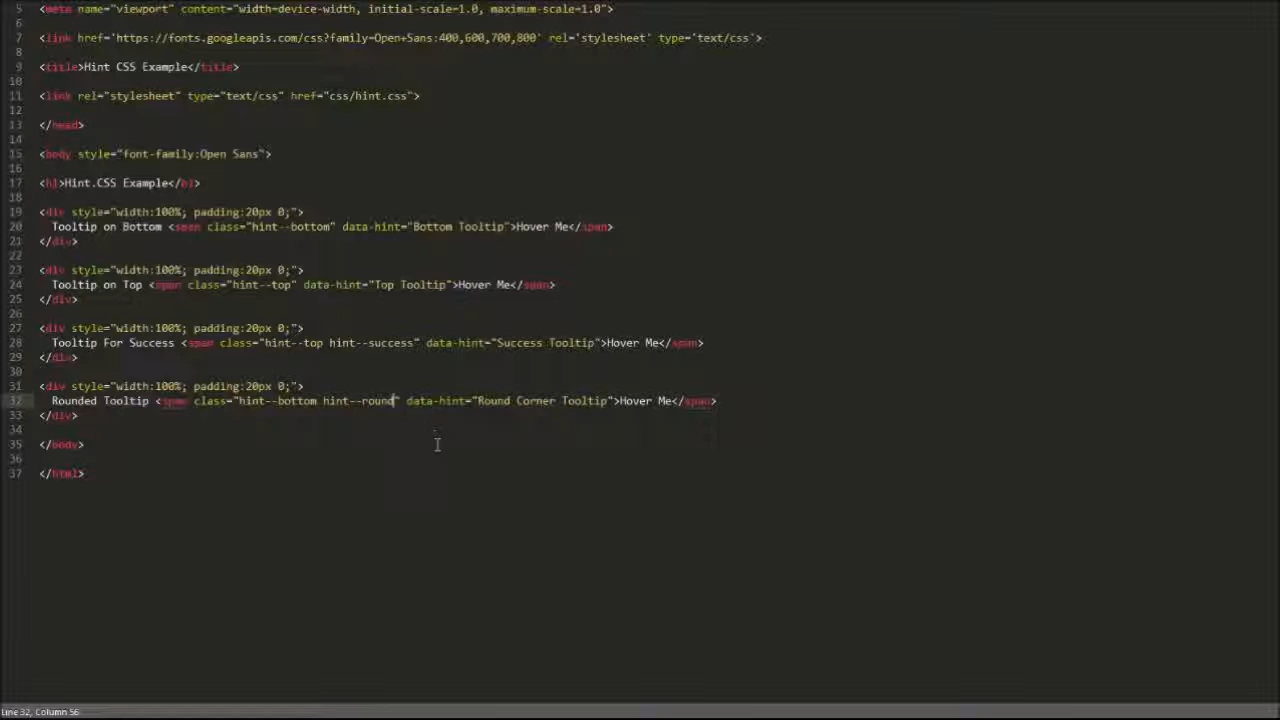 5 <meta name="viewport" content="width=device-width, initial-scale=1.0, maximum-scale=1.0">
6
7 <link href='https://fonts.googleapis.com/css?family=Open+Sans:400,600,700,800' rel='stylesheet' type='text/css'>
8
9 <title>Hint CSS Example</title>
10
11 <link rel="stylesheet" type="text/css" href="css/hint.css">
12
13 </head>
14
15 <body style="font-family:Open Sans">
16
17 <h1>Hint.CSS Example</h1>
18
19 <div style="width:100%; padding:20px 0;">
20 Tooltip on Bottom <span class="hint--bottom" data-hint="Bottom Tooltip">Hover Me</span>
21 </div>
22
23 <div style="width:100%; padding:20px 0;">
24 Tooltip on Top <span class="hint--top" data-hint="Top Tooltip">Hover Me</span>
25 </div>
26
27 <div style="width:100%; padding:20px 0;">
28 Tooltip For Success <span class="hint--top hint--success" data-hint="Success Tooltip">Hover Me</span>
29 </div>
30
31 <div style="width:100%; padding:20px 0;">
32 Rounded Tooltip <span class="hint--bottom hint--round" data-hint="Round Corner Tooltip">Hover Me</span>
33 </div>
34
35 </body>
36
37 </html>
Line 32, Column 56